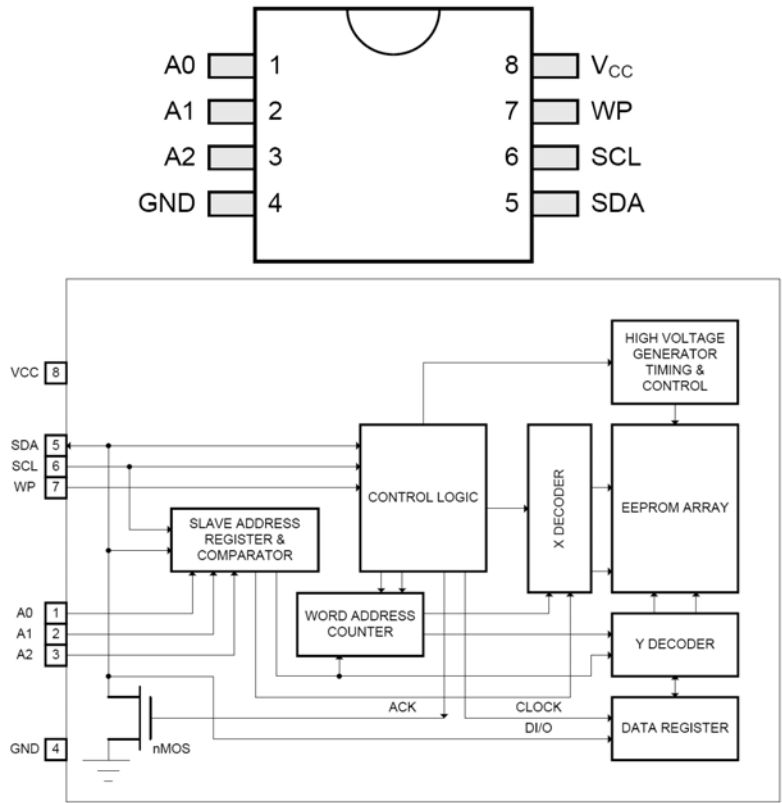 A0 1 8 VCC
A1 2 7 WP
A2 3 6 SCL
GND 4 5 SDA
HIGH VOLTAGE
GENERATOR
TIMING &
CONTROL
VCC 8
SDA 5
SCL 6
WP 7
CONTROL LOGIC
X DECODER
EEPROM ARRAY
SLAVE ADDRESS
REGISTER &
COMPARATOR
A0 1
A1 2
A2 3
WORD ADDRESS
COUNTER
Y DECODER
ACK
CLOCK
DI/O
DATA REGISTER
GND 4
nMOS